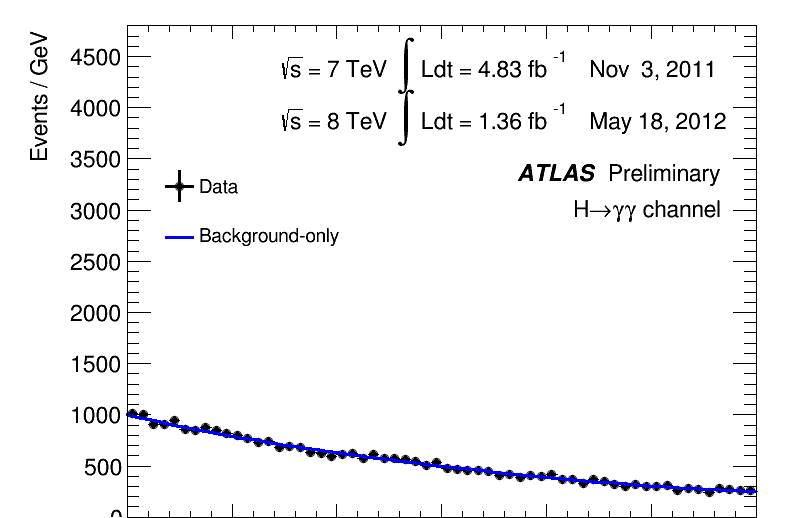 Events / GeV
4500
4000
3500
3000
2500
2000
1500
1000
500
0
√s = 7 TeV ∫ Ldt = 4.83 fb⁻¹ Nov 3, 2011
√s = 8 TeV ∫ Ldt = 1.36 fb⁻¹ May 18, 2012
ATLAS Preliminary
H→γγ channel
Data
Background-only